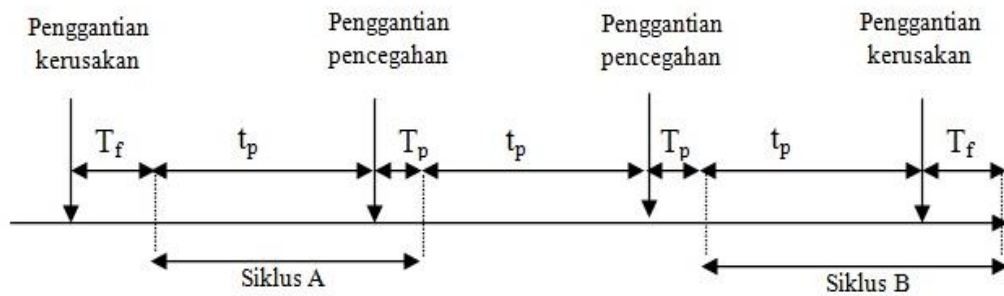 Penggantian
kerusakan
Penggantian
pencegahan
Penggantian
pencegahan
Penggantian
kerusakan
Tf
tp
Tp
tp
Tp
tp
Tf
Siklus A
Siklus B